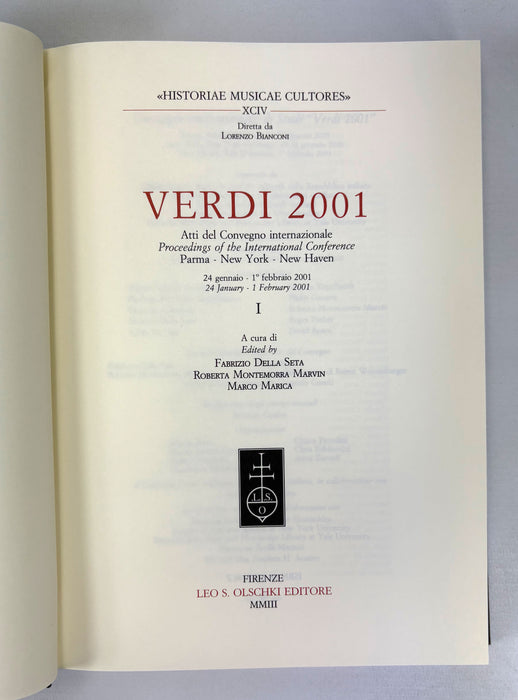 «HISTORIAE MUSICAE CULTORES»
XCIV
Diretta da
LORENZO BIANCONI
VERDI 2001
Atti del Convegno internazionale
Proceedings of the International Conference
Parma - New York - New Haven
24 gennaio - 1º febbraio 2001
24 January - 1 February 2001
I
A cura di
Edited by
FABRIZIO DELLA SETA
ROBERTA MONTEMORRA MARVIN
MARCO MARICA
L S
O
FIRENZE
LEO S. OLSCHKI EDITORE
MMIII